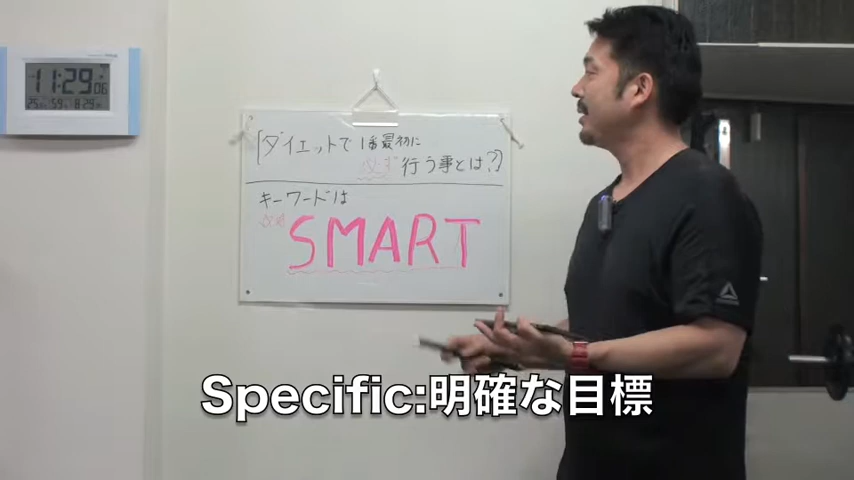 11:29 06
[ダイエットで1番最初に
必ず行う事とは?]
キーワードは
SMART
Specific:明確な目標